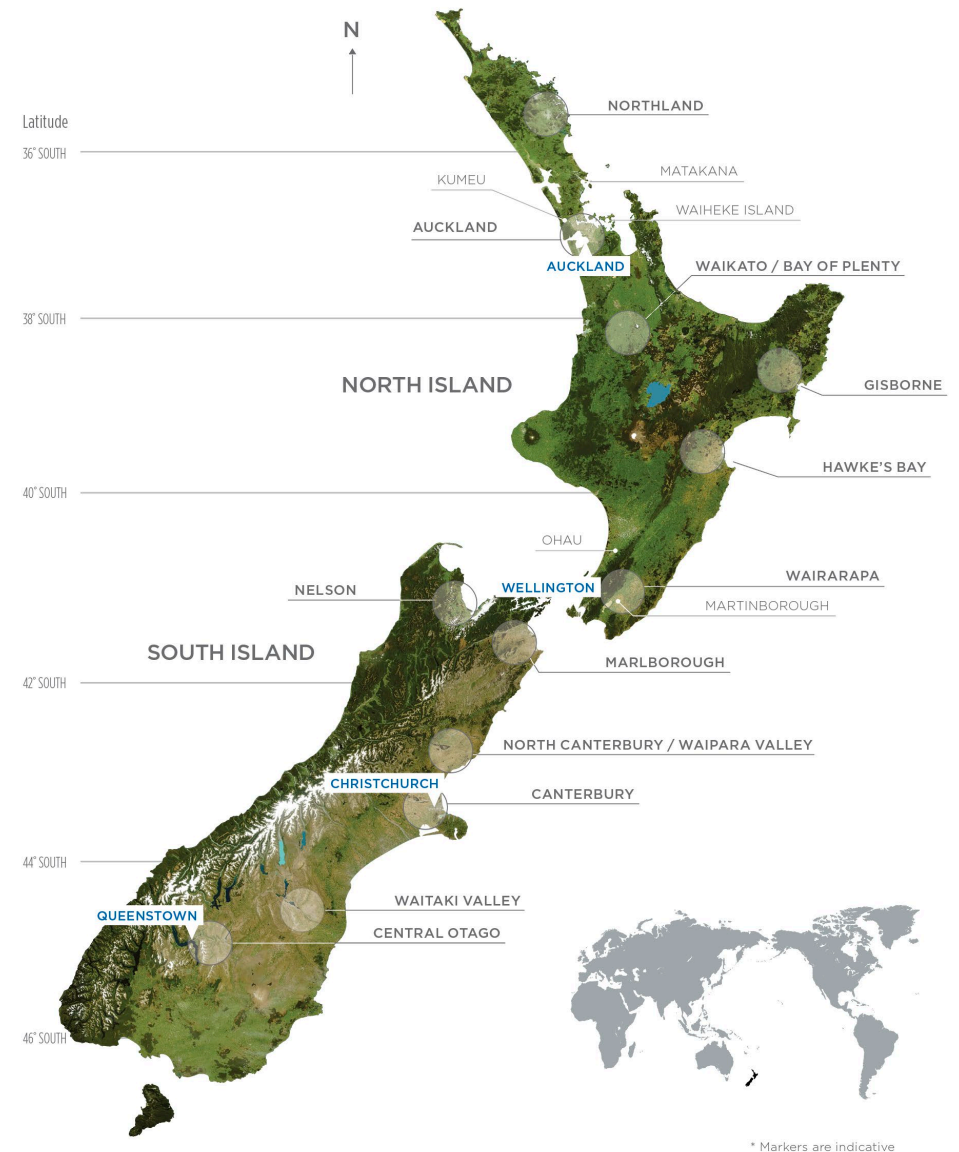 N
NORTHLAND
Latitude
36° SOUTH
MATAKANA
KUMEU
WAIHEKE ISLAND
AUCKLAND
AUCKLAND
WAIKATO / BAY OF PLENTY
38° SOUTH
NORTH ISLAND
GISBORNE
HAWKE'S BAY
40° SOUTH
OHAU
WAIRARAPA
WELLINGTON
NELSON
MARTINBOROUGH
SOUTH ISLAND
MARLBOROUGH
42° SOUTH
NORTH CANTERBURY / WAIPARA VALLEY
CHRISTCHURCH
CANTERBURY
44° SOUTH
WAITAKI VALLEY
QUEENSTOWN
CENTRAL OTAGO
46° SOUTH
* Markers are indicative